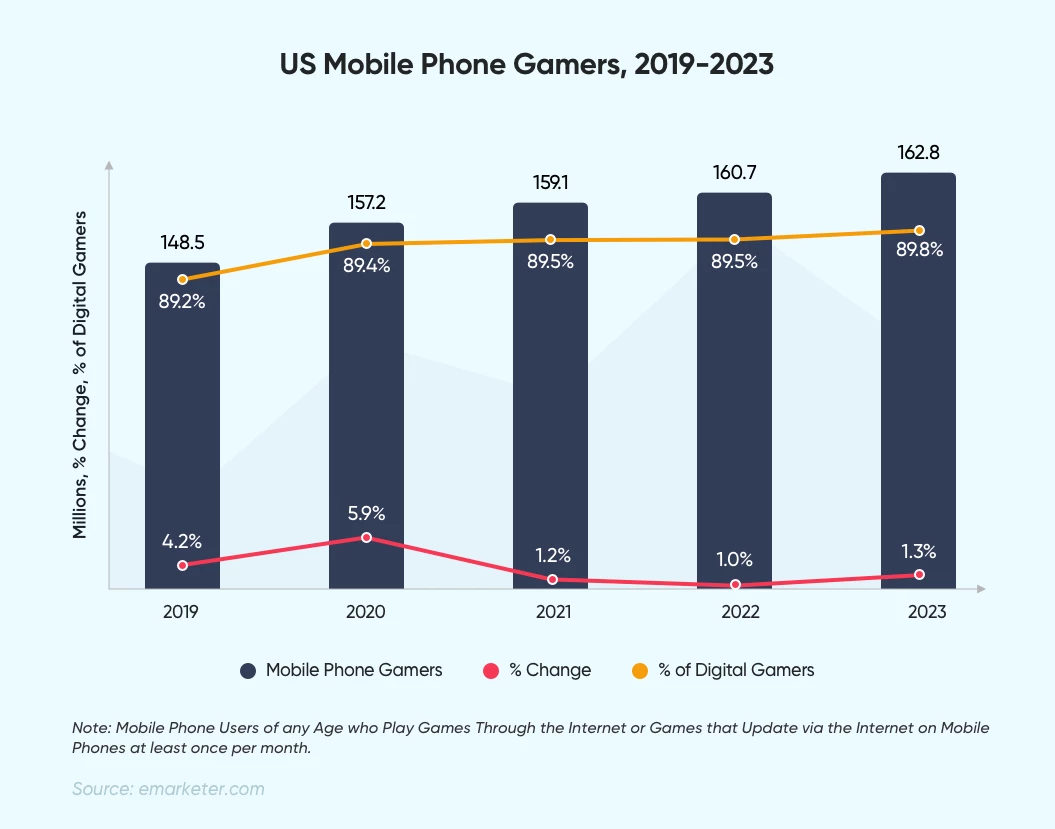 US Mobile Phone Gamers, 2019-2023
Millions, % Change, % of Digital Gamers
148.5
157.2
159.1
160.7
162.8
89.2%
89.4%
89.5%
89.5%
89.8%
4.2%
5.9%
1.2%
1.0%
1.3%
2019
2020
2021
2022
2023
Mobile Phone Gamers
% Change
% of Digital Gamers
Note: Mobile Phone Users of any Age who Play Games Through the Internet or Games that Update via the Internet on Mobile
Phones at least once per month.
Source: emarketer.com